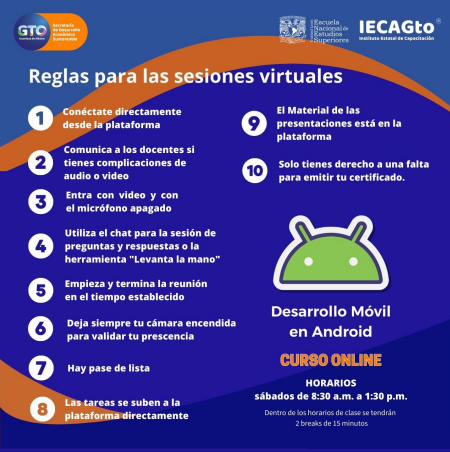 GTO
Secretaría
de Desarrollo
Económico
Sustentable
Escuela
Nacional de
Estudios
Superiores
IECAGto
Instituto Estatal de Capacitación
Reglas para las sesiones virtuales
1
Conéctate directamente
desde la plataforma
2
Comunica a los docentes si
tienes complicaciones de
audio o video
3
Entra con video y con
el micrófono apagado
4
Utiliza el chat para la sesión de
preguntas y respuestas o la
herramienta "Levanta la mano"
5
Empieza y termina la reunión
en el tiempo establecido
6
Deja siempre tu cámara encendida
para validar tu prescencia
7
Hay pase de lista
8
Las tareas se suben a la
plataforma directamente
9
El Material de las
presentaciones está en la
plataforma
10
Solo tienes derecho a una falta
para emitir tu certificado.
Desarrollo Móvil
en Android
CURSO ONLINE
HORARIOS
sábados de 8:30 a.m. a 1:30 p.m.
Dentro de los horarios de clase se tendrán
2 breaks de 15 minutos